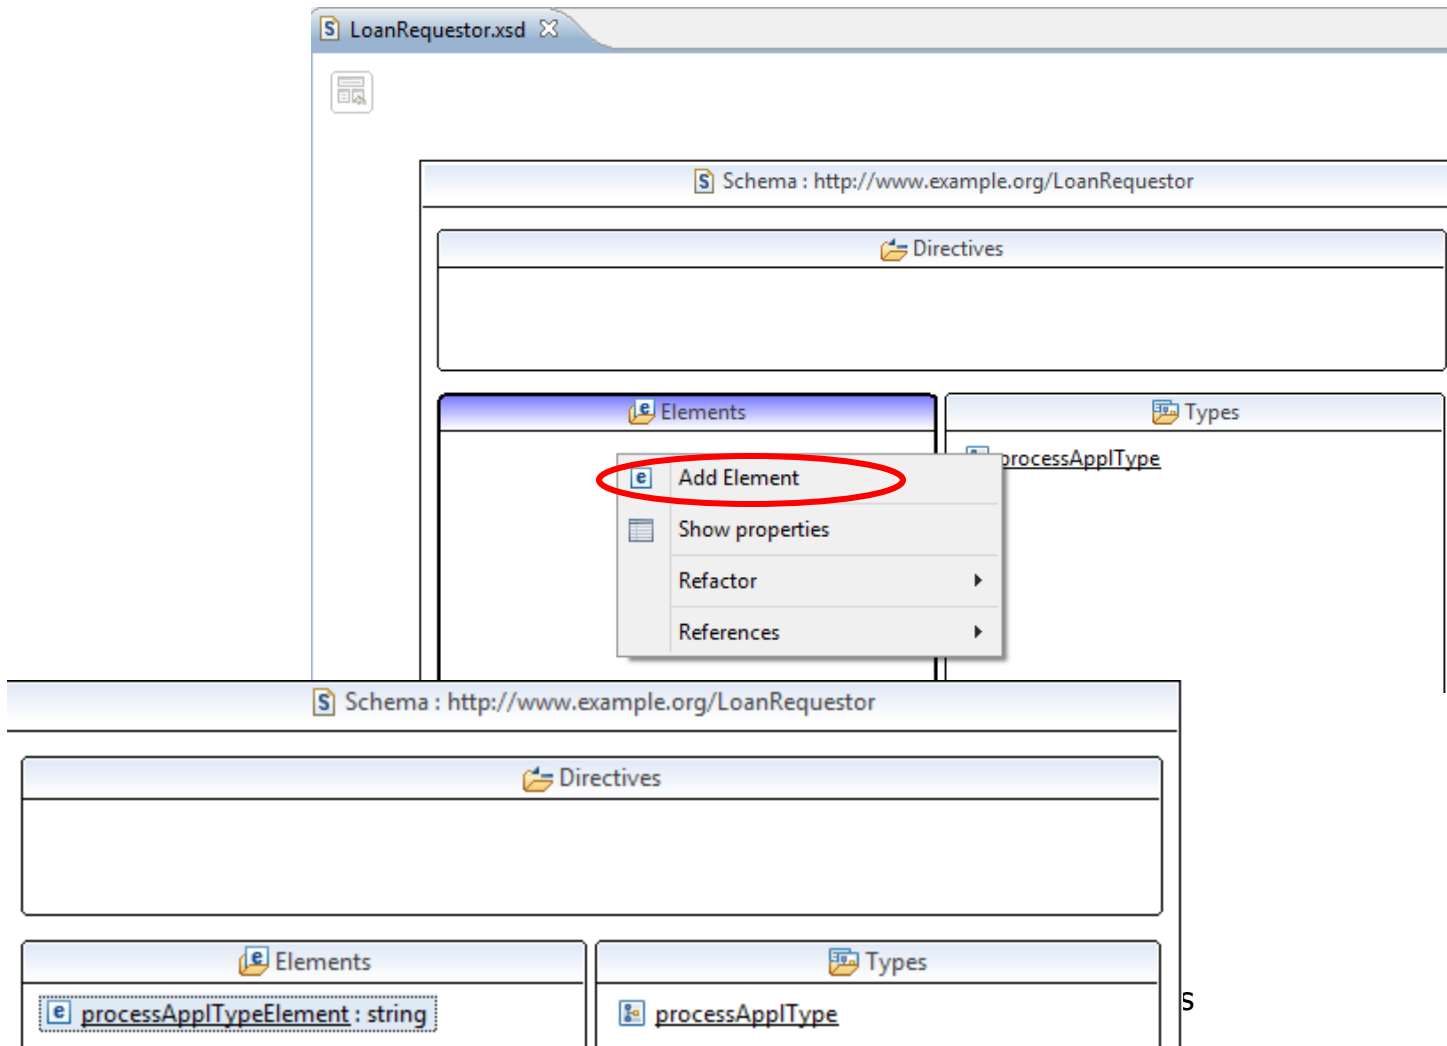 LoanRequestor.xsd
Schema : http://www.example.org/LoanRequestor
Directives
Elements
Types
processApplType
Add Element
Show properties
Refactor
References
Schema : http://www.example.org/LoanRequestor
Directives
Elements
Types
processApplTypeElement : string
processApplType
s